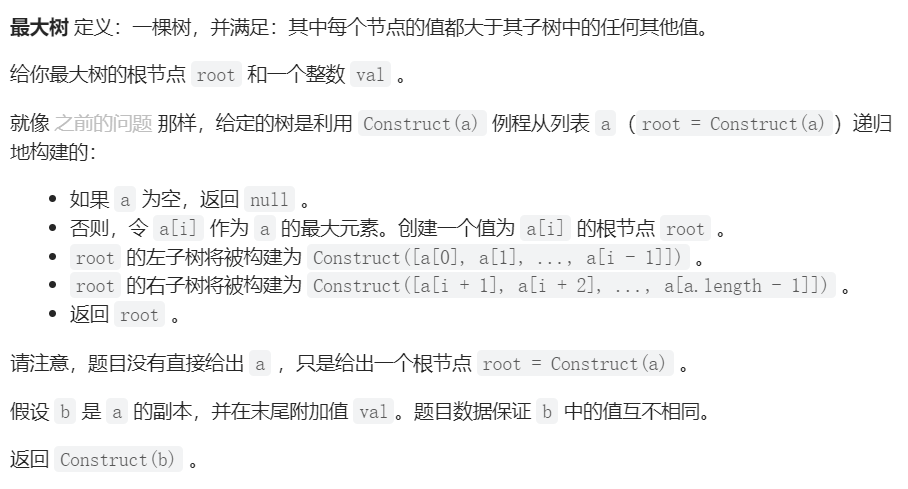 最大树 定义：一棵树，并满足：其中每个节点的值都大于其子树中的任何其他值。
给你最大树的根节点 root 和一个整数 val 。
就像 之前的问题 那样，给定的树是利用 Construct(a) 例程从列表 a （root = Construct(a)）递归
地构建的：
• 如果 a 为空，返回 null 。
• 否则，令 a[i] 作为 a 的最大元素。创建一个值为 a[i] 的根节点 root 。
• root 的左子树将被构建为 Construct([a[0], a[1], ..., a[i - 1]]) 。
• root 的右子树将被构建为 Construct([a[i + 1], a[i + 2], ..., a[a.length - 1]]) 。
• 返回 root 。
请注意，题目没有直接给出 a ，只是给出一个根节点 root = Construct(a) 。
假设 b 是 a 的副本，并在末尾附加值 val。题目数据保证 b 中的值互不相同。
返回 Construct(b) 。